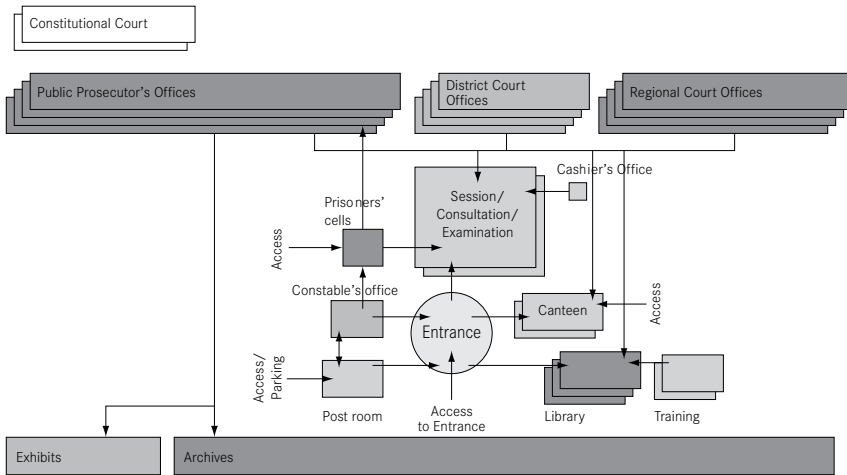 Constitutional Court
Public Prosecutor's Offices
District Court
Offices
Regional Court Offices
Cashier's Office
Session/
Consultation/
Examination
Prisoners'
cells
Access
Constable's office
Entrance
Canteen
Access
Access/
Parking
Post room
Access
to Entrance
Library
Training
Exhibits
Archives